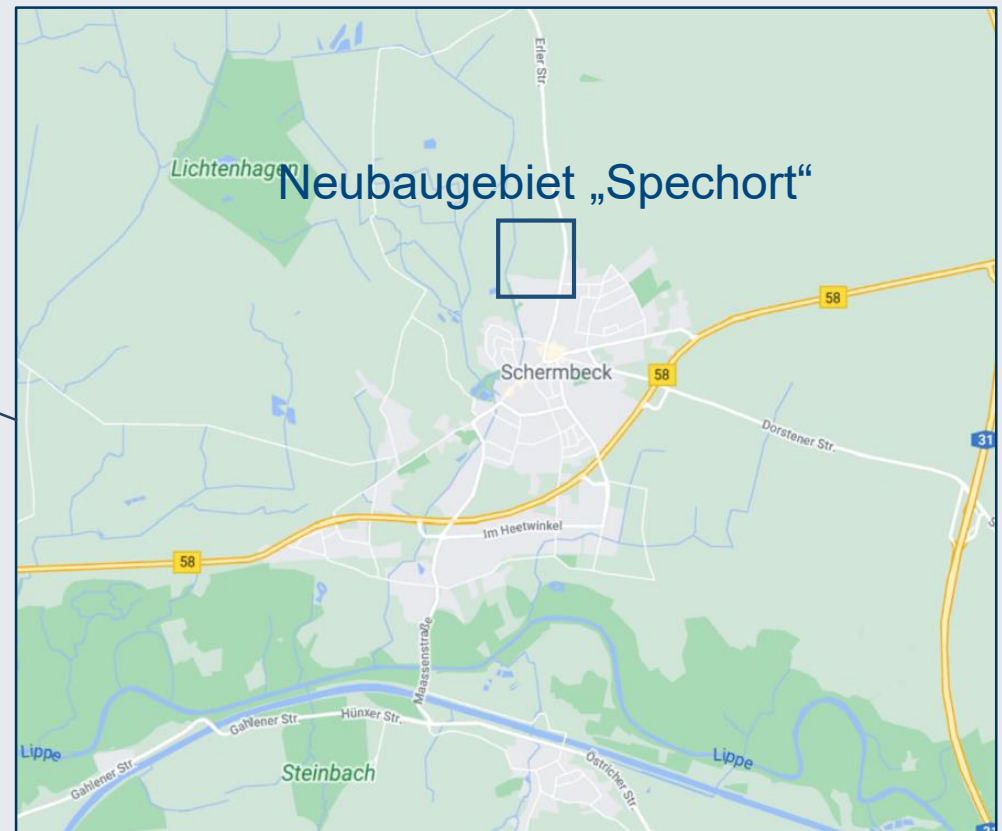 Erler Str.
Lichtenhagen
Neubaugebiet „Spechort“
58
Schermbeck
58
Dorstener Str.
31
Im Heetwinkel
58
Maassenstraße
Gahlener Str.
Hünxer Str.
Lippe
Lippe
Steinbach
Östricher Str.
Gahlener Str.